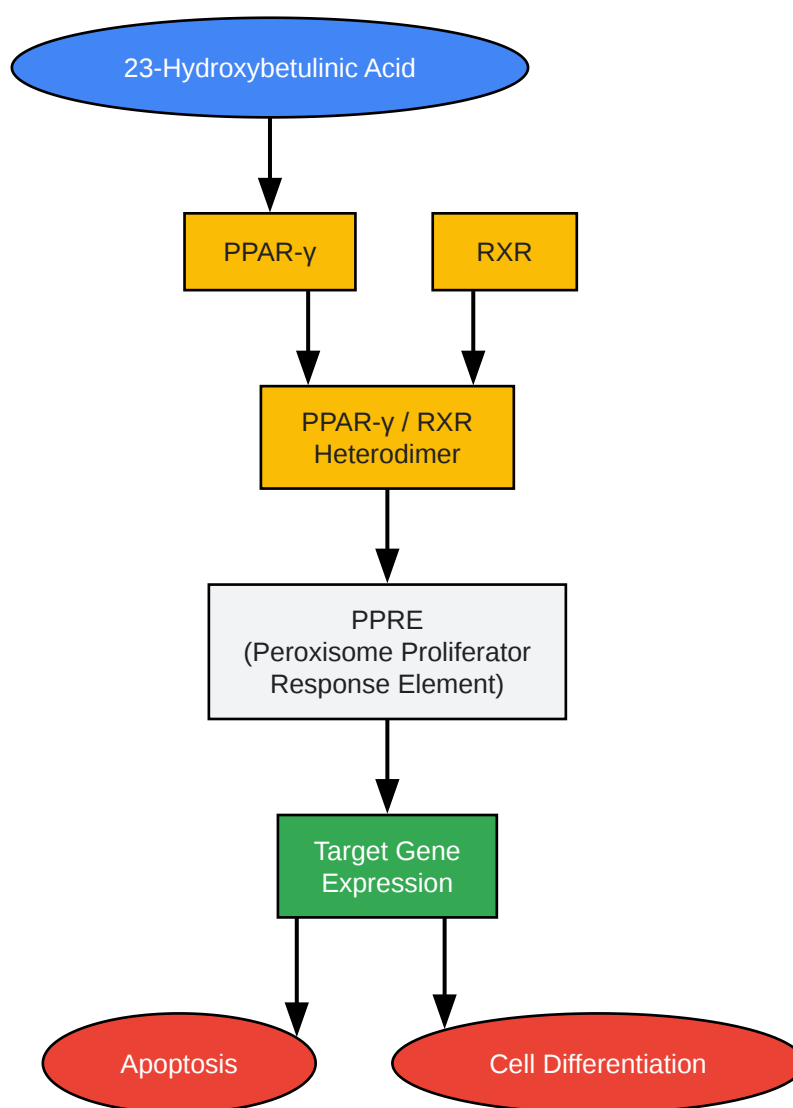 23-Hydroxybetulinic Acid
PPAR-γ
RXR
PPAR-γ / RXR
Heterodimer
PPRE
(Peroxisome Proliferator
Response Element)
Target Gene
Expression
Apoptosis
Cell Differentiation